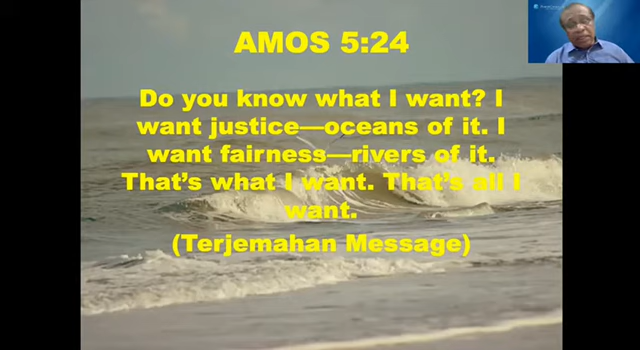 AMOS 5:24
Do you know what I want? I
want justice—oceans of it. I
want fairness—rivers of it.
That's what I want. That's all I
want.
(Terjemahan Message)